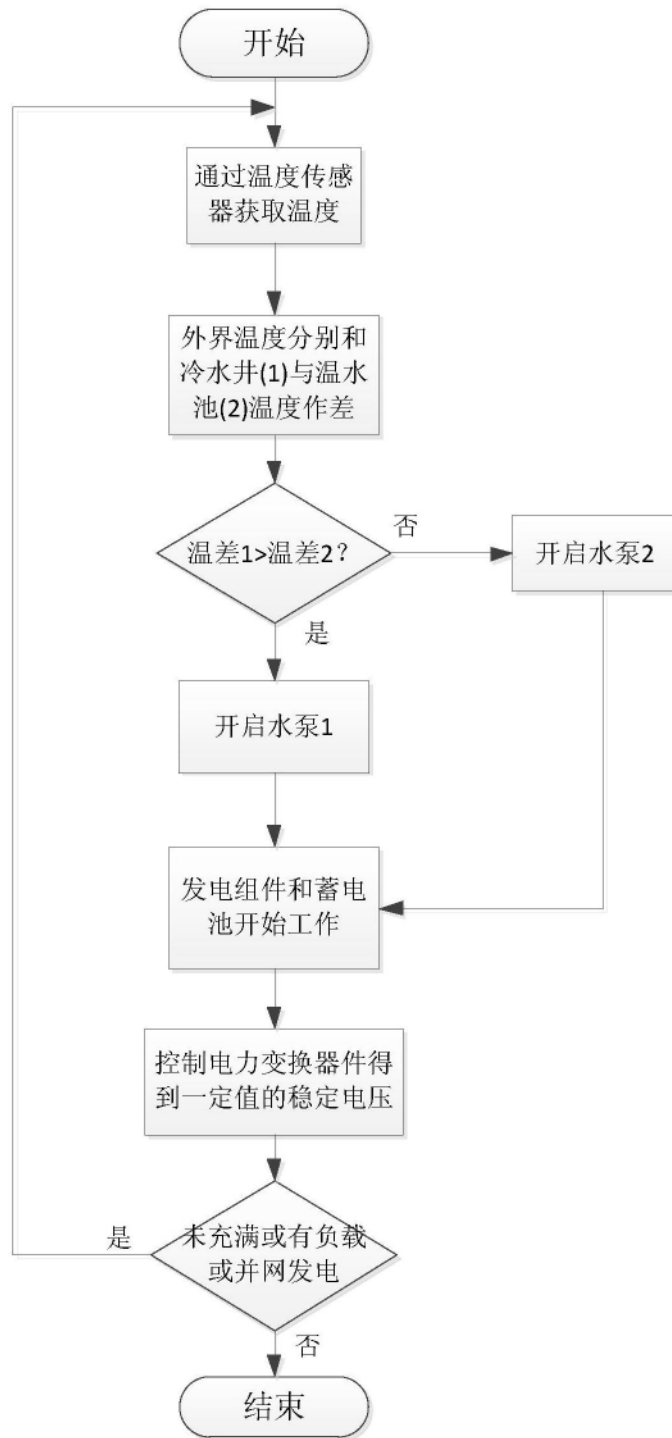 开始
通过温度传感
器获取温度
外界温度分别和
冷水井(1)与温水
池(2)温度作差
温差1>温差2?
否
开启水泵2
是
开启水泵1
发电组件和蓄电
池开始工作
控制电力变换器件得
到一定值的稳定电压
是
未充满或有负载
或并网发电
否
结束